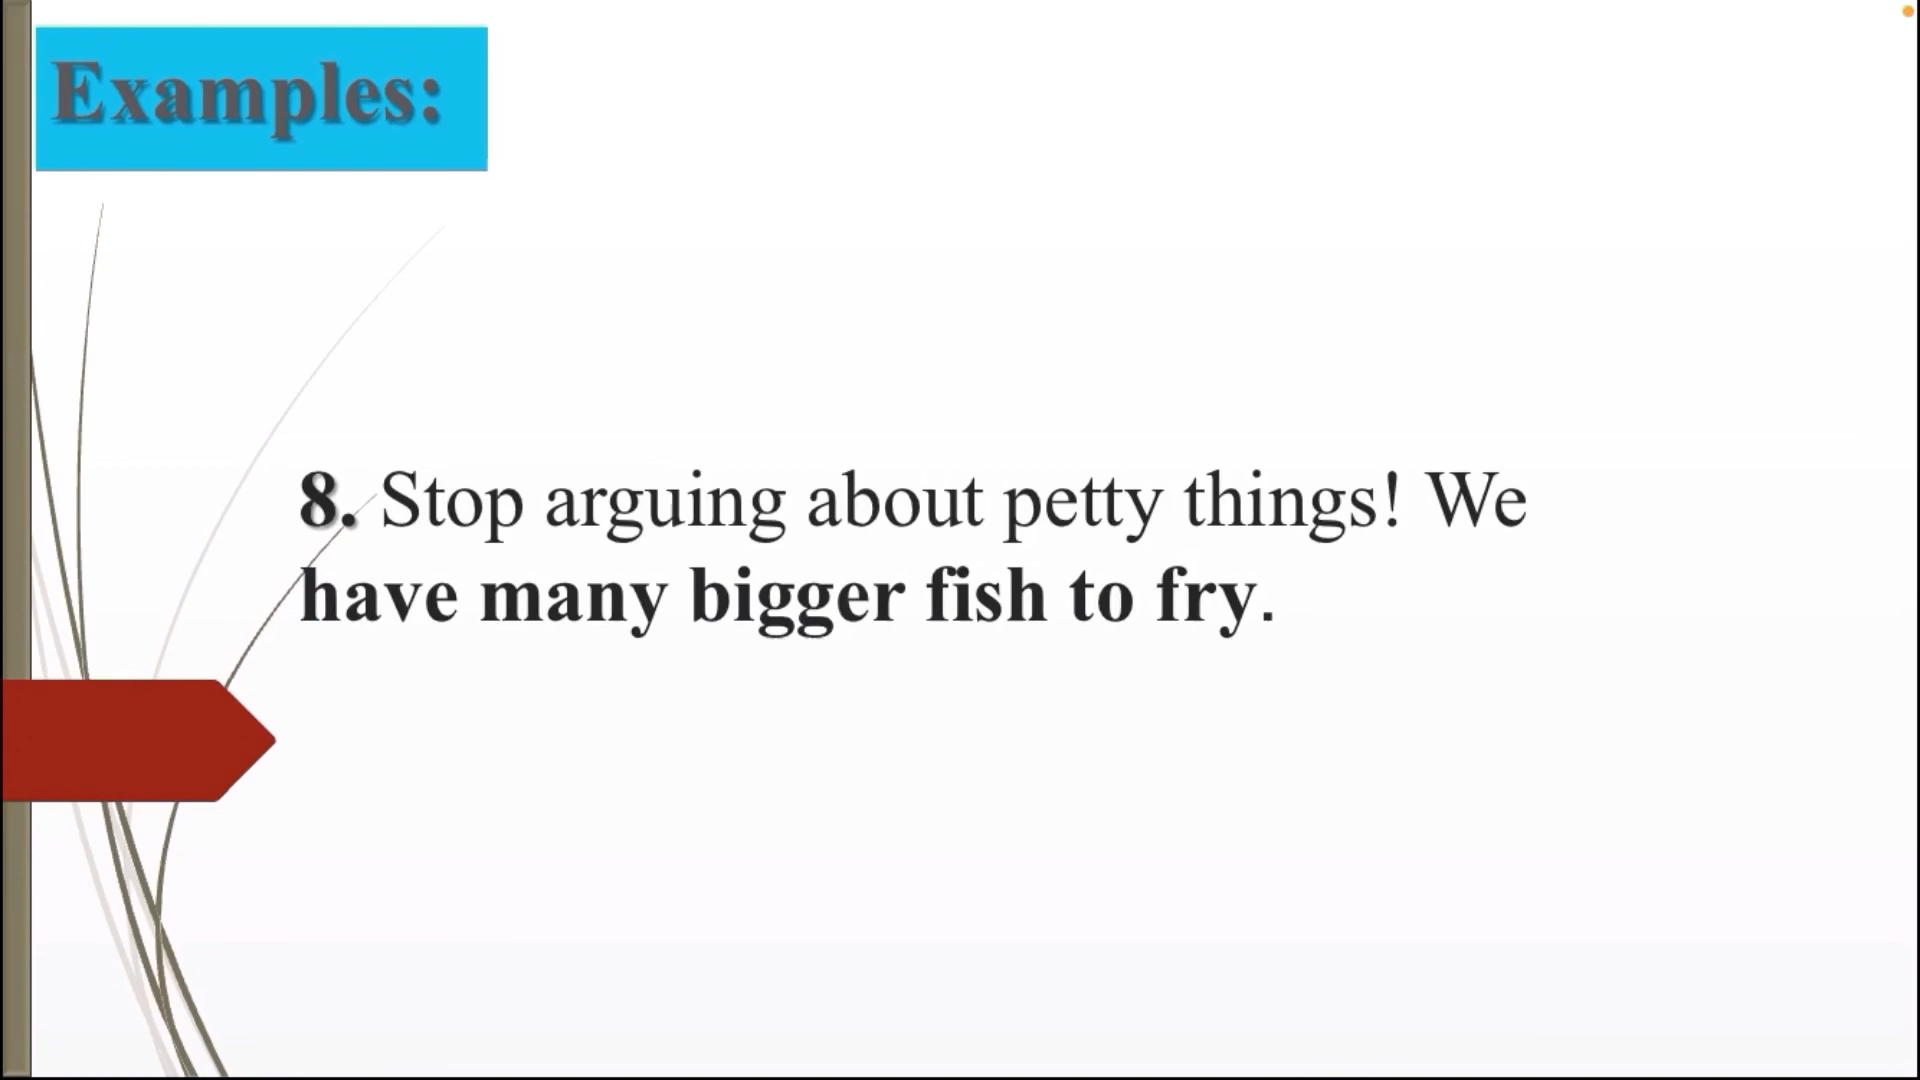 Examples:
8. Stop arguing about petty things! We
have many bigger fish to fry.